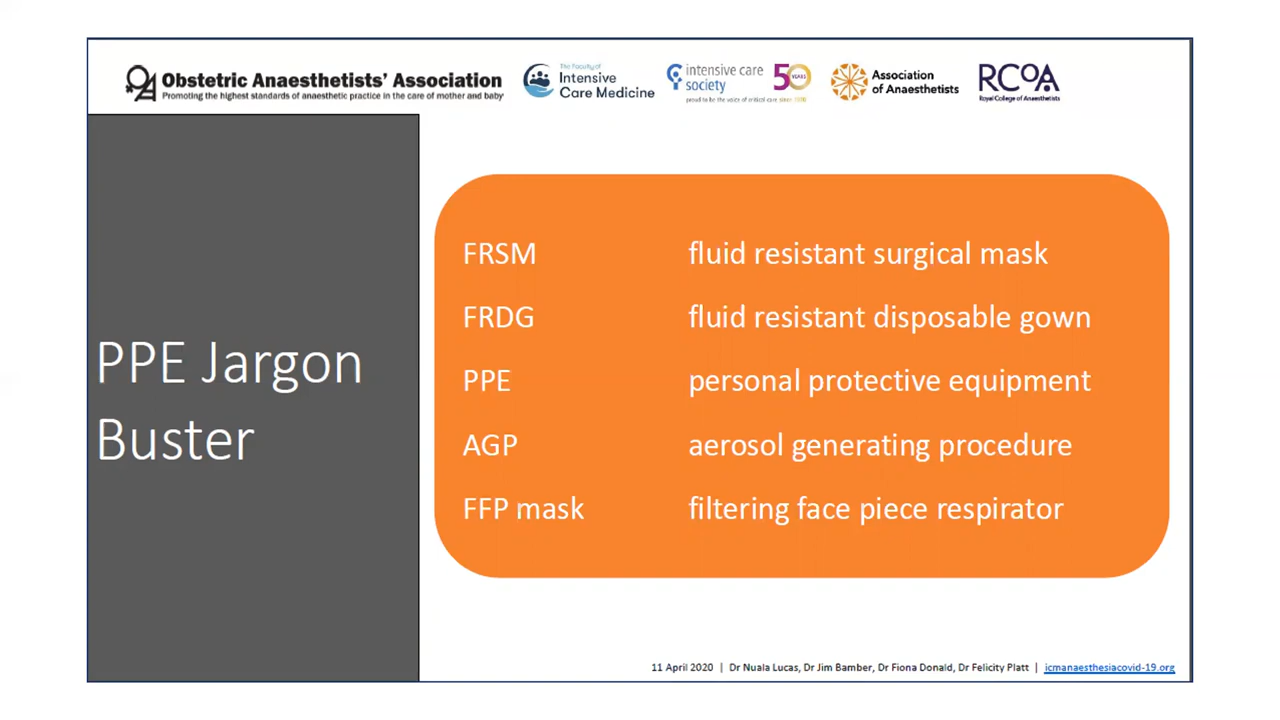 Obstetric Anaesthetists' Association
Promoting the highest standards of anaesthetic practice in the care of mother and baby
The Faculty of
Intensive
Care Medicine
intensive care
society
50 YEARS
proud to be the voice of critical care since 1970
Association
of Anaesthetists
RCOA
Royal College of Anaesthetists
PPE Jargon
Buster
FRSM fluid resistant surgical mask
FRDG fluid resistant disposable gown
PPE personal protective equipment
AGP aerosol generating procedure
FFP mask filtering face piece respirator
11 April 2020 | Dr Nuala Lucas, Dr Jim Bamber, Dr Fiona Donald, Dr Felicity Platt | icmanaesthesiacovid-19.org